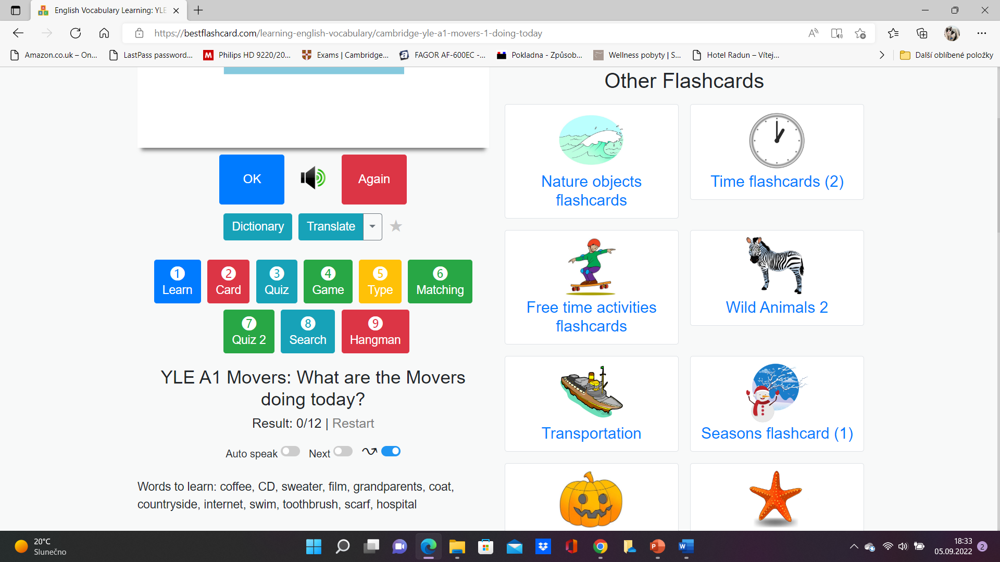 English Vocabulary Learning: YLE
https://bestflashcard.com/learning-english-vocabulary/cambridge-yle-a1-movers-1-doing-today
Amazon.co.uk – On...
LastPass password...
Philips HD 9220/20...
Exams | Cambridge...
FAGOR AF-600EC -...
Pokladna - Způsob...
Wellness pobyty | S...
Hotel Radun – Vítej...
Další oblíbené položky
OK
Again
Dictionary
Translate
1 Learn
2 Card
3 Quiz
4 Game
5 Type
6 Matching
7 Quiz 2
8 Search
9 Hangman
YLE A1 Movers: What are the Movers
doing today?
Result: 0/12 | Restart
Auto speak
Next
Words to learn: coffee, CD, sweater, film, grandparents, coat,
countryside, internet, swim, toothbrush, scarf, hospital
Other Flashcards
Nature objects
flashcards
Time flashcards (2)
Free time activities
flashcards
Wild Animals 2
Transportation
Seasons flashcard (1)
20°C
Slunečno
18:33
05.09.2022
2